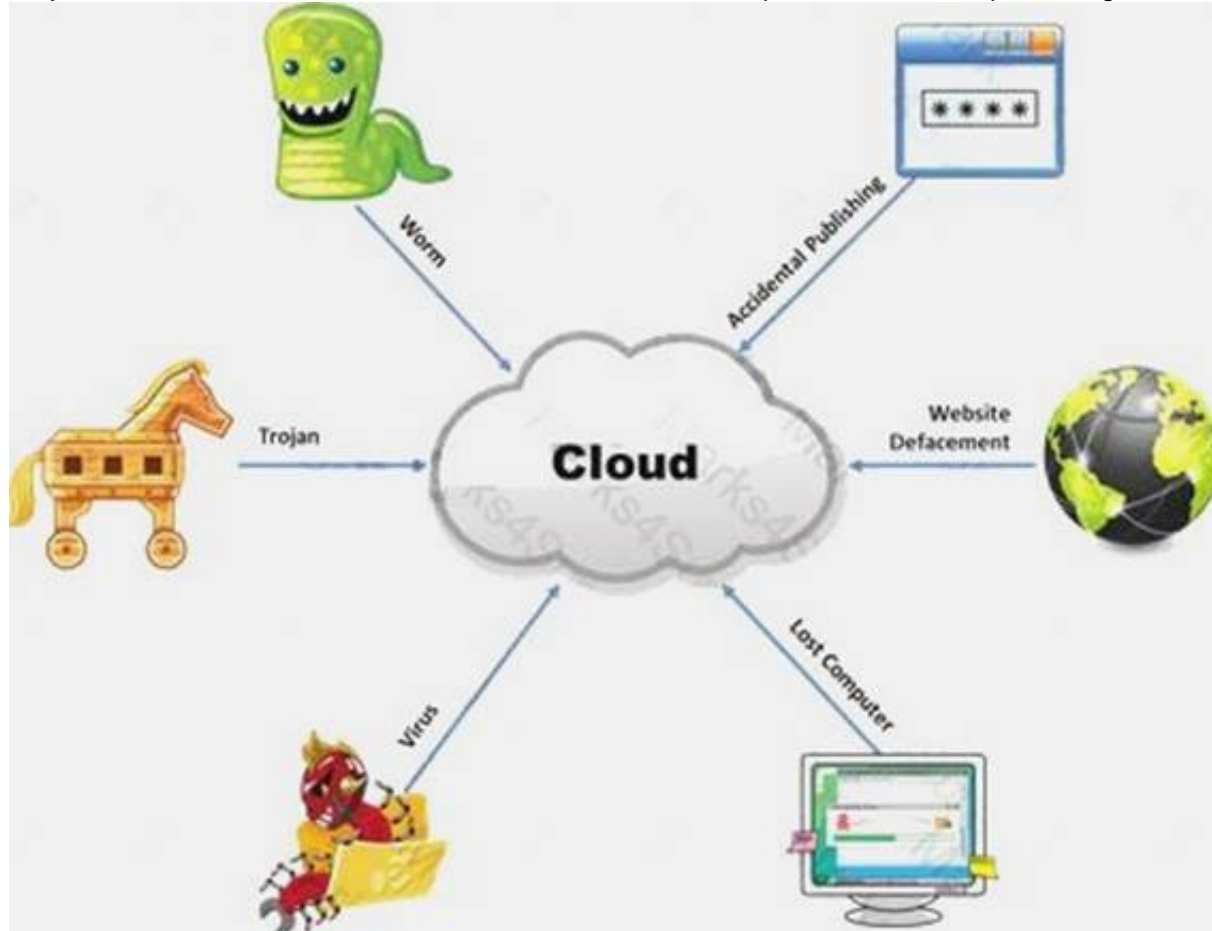 Worm
* * * *
Accidental Publishing
Trojan
Website
Defacement
Cloud
Virus
Lost Computer